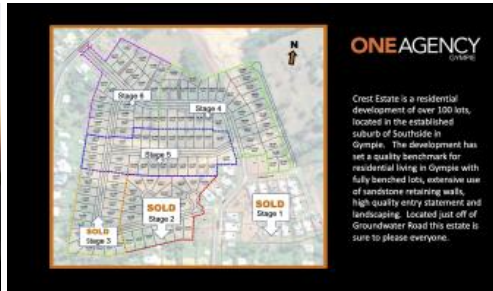 N
ONEAGENCY
GYMPIE
Stage 6
Stage 4
Stage 5
SOLD
Stage 2
SOLD
Stage 1
SOLD
Stage 3
Crest Estate is a residential
development of over 100 lots,
located in the established
suburb of Southside in
Gympie. The development has
set a quality benchmark for
residential living in Gympie with
fully benched lots, extensive use
of sandstone retaining walls,
high quality entry statement and
landscaping. Located just off of
Groundwater Road this estate is
sure to please everyone.